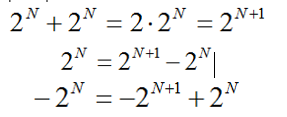 2^N + 2^N = 2 · 2^N = 2^{N+1}
2^N = 2^{N+1} − 2^N
− 2^N = −2^{N+1} + 2^N